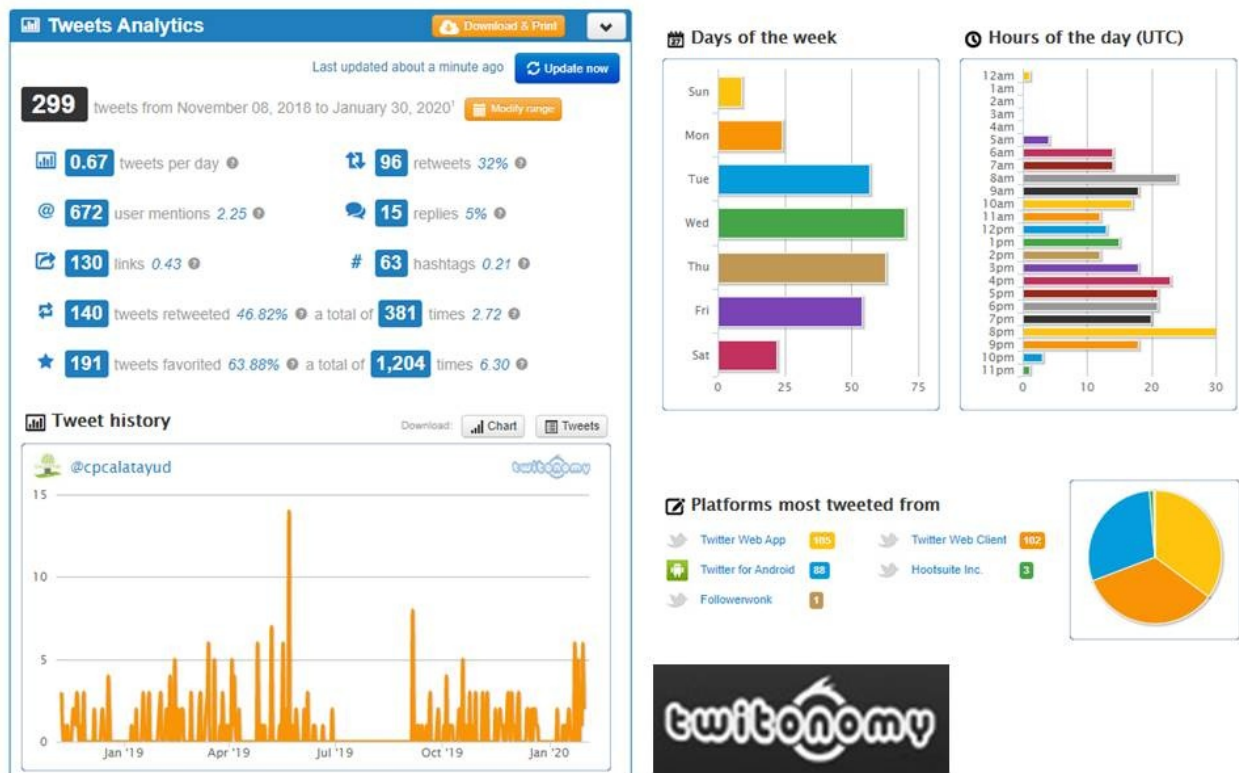 Tweets Analytics
Download & Print
Last updated about a minute ago
Update now
299 tweets from November 08, 2018 to January 30, 2020¹
Modify range
0.67 tweets per day
96 retweets 32%
@ 672 user mentions 2.25
15 replies 5%
130 links 0.43
# 63 hashtags 0.21
140 tweets retweeted 46.82% a total of 381 times 2.72
191 tweets favorited 63.88% a total of 1,204 times 6.30
Tweet history
Download:
Chart
Tweets
@cpcalatayud
twitonomy
15
10
5
0
Jan '19
Apr '19
Jul '19
Oct '19
Jan '20
27 Days of the week
Sun
Mon
Tue
Wed
Thu
Fri
Sat
0 25 50 75
Hours of the day (UTC)
12am
1am
2am
3am
4am
5am
6am
7am
8am
9am
10am
11am
12pm
1pm
2pm
3pm
4pm
5pm
6pm
7pm
8pm
9pm
10pm
11pm
0 10 20 30
Platforms most tweeted from
Twitter Web App 105
Twitter Web Client 102
Twitter for Android 88
Hootsuite Inc. 3
Followerwonk 1
twitonomy